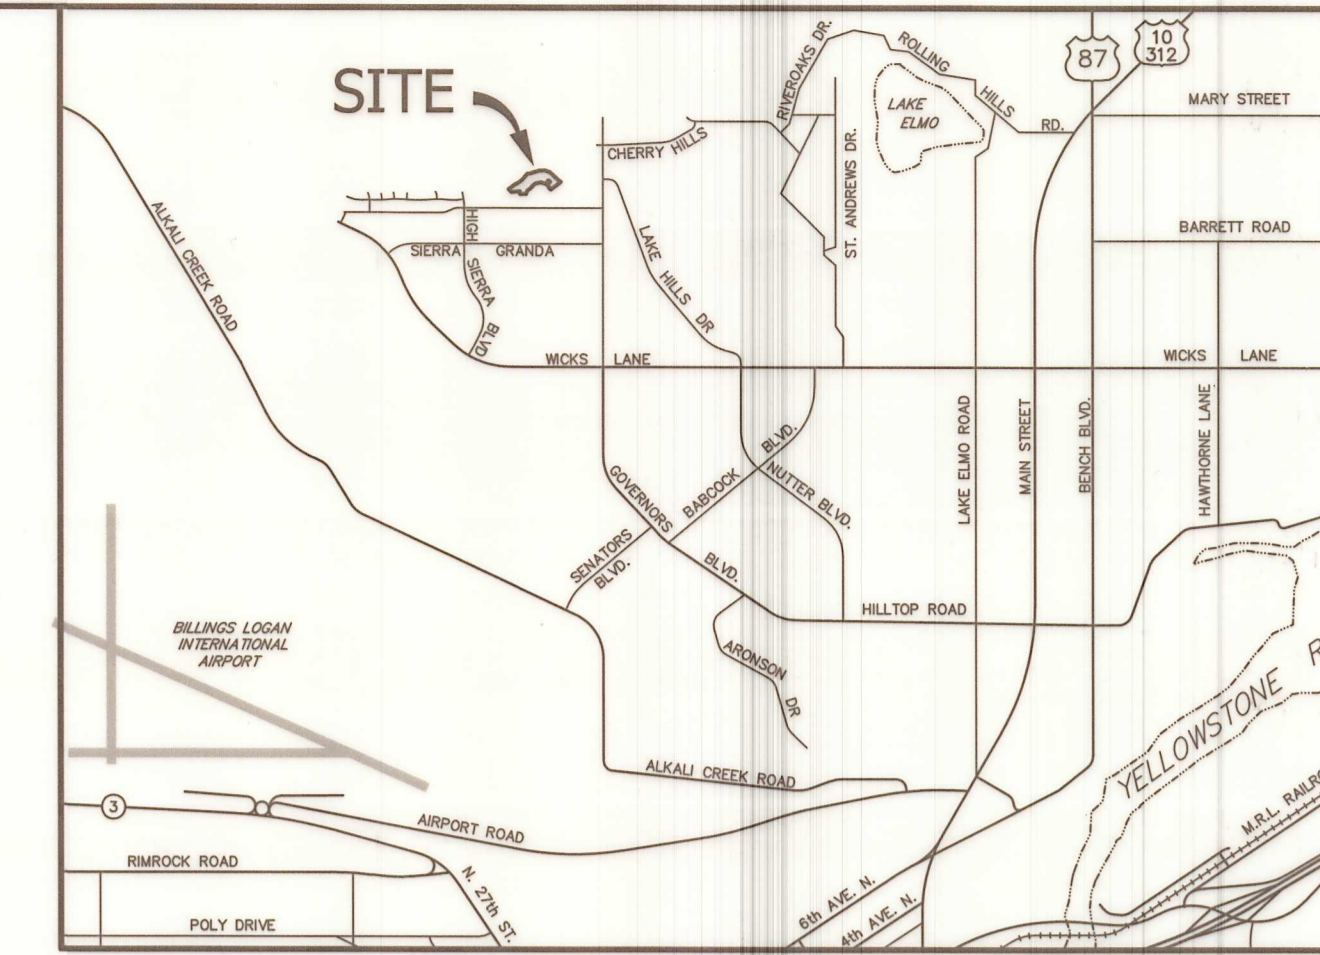 SITE
RIVEROAKS DR.
ROLLING
HILLS
RD.
87
10
312
LAKE
ELMO
MARY STREET
CHERRY HILLS
ST. ANDREWS DR.
ALKALI CREEK ROAD
HIGH
SIERRA
BLVD
SIERRA GRANDA
LAKE HILLS DR
BARRETT ROAD
WICKS LANE
WICKS LANE
LAKE ELMO ROAD
MAIN STREET
BENCH BLVD.
HAWTHORNE LANE
GOVERNORS
BLVD.
BABCOCK BLVD.
NUTTER BLVD.
SENATORS
BLVD.
HILLTOP ROAD
BILLINGS LOGAN
INTERNATIONAL
AIRPORT
ARONSON DR
YELLOWSTONE R
ALKALI CREEK ROAD
3
AIRPORT ROAD
RIMROCK ROAD
N. 27th ST.
POLY DRIVE
6th AVE. N.
4th AVE. N.
M.R.L. RAILRO